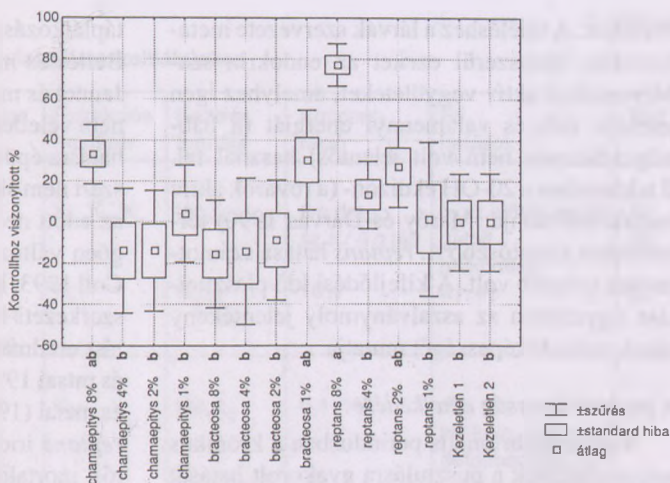 Kontrollhoz viszonyított %
100
80
60
40
20
0
-20
-40
-60
chamaepitys 8% ab
chamaepitys 4% b
chamaepitys 2% b
chamaepitys 1% b
bracteosa 8% b
bracteosa 4% b
bracteosa 2% b
bracteosa 1% ab
reptans 8% a
reptans 4% b
reptans 2% ab
reptans 1% b
Kezeletlen 1 b
Kezeletlen 2 b
±szűrés
±standard hiba
átlag